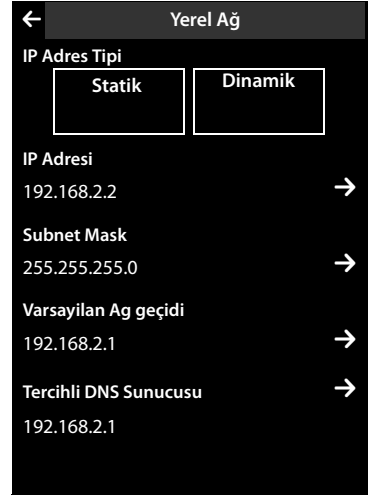 Yerel Ağ
IP Adres Tipi
Statik Dinamik
IP Adresi
192.168.2.2
Subnet Mask
255.255.255.0
Varsayilan Ag geçidi
192.168.2.1
Tercihli DNS Sunucusu
192.168.2.1